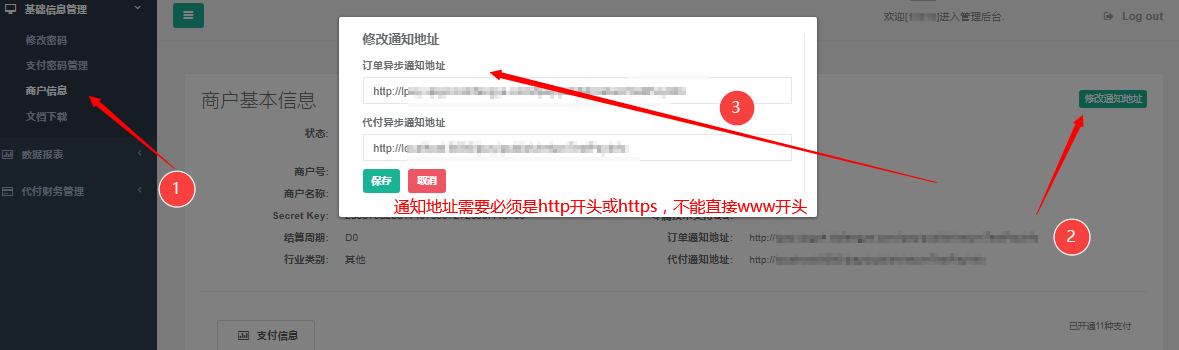 基础信息管理
修改密码
支付密码管理
商户信息
文档下载
数据报表
代付财务管理
1
欢迎[
]进入管理后台.
Log out
商户基本信息
修改通知地址
修改通知地址
订单异步通知地址
http://
代付异步通知地址
http://
保存
取消
3
通知地址需要必须是http开头或https，不能直接www开头
状态:
商户号:
商户名称:
Secret Key:
结算周期: D0
订单通知地址: http://
2
行业类别: 其他
代付通知地址: http://
支付信息
已开通11种支付